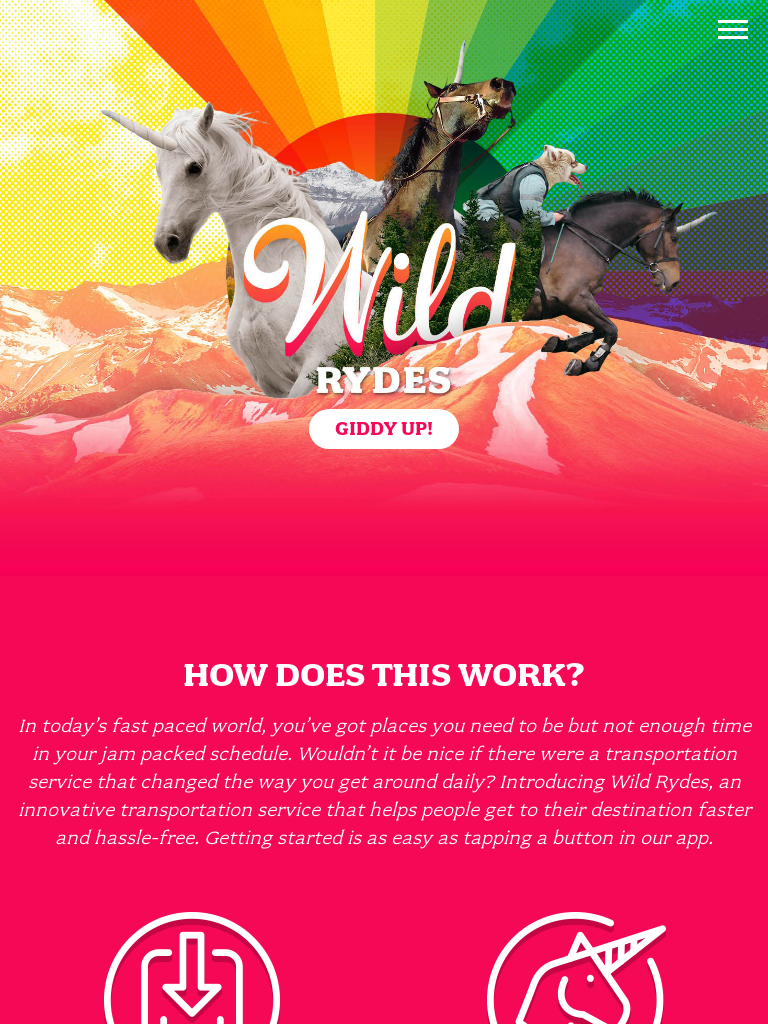 Wild
RYDES
GIDDY UP!
HOW DOES THIS WORK?
In today’s fast paced world, you’ve got places you need to be but not enough time
in your jam packed schedule. Wouldn’t it be nice if there were a transportation
service that changed the way you get around daily? Introducing Wild Rydes, an
innovative transportation service that helps people get to their destination faster
and hassle-free. Getting started is as easy as tapping a button in our app.